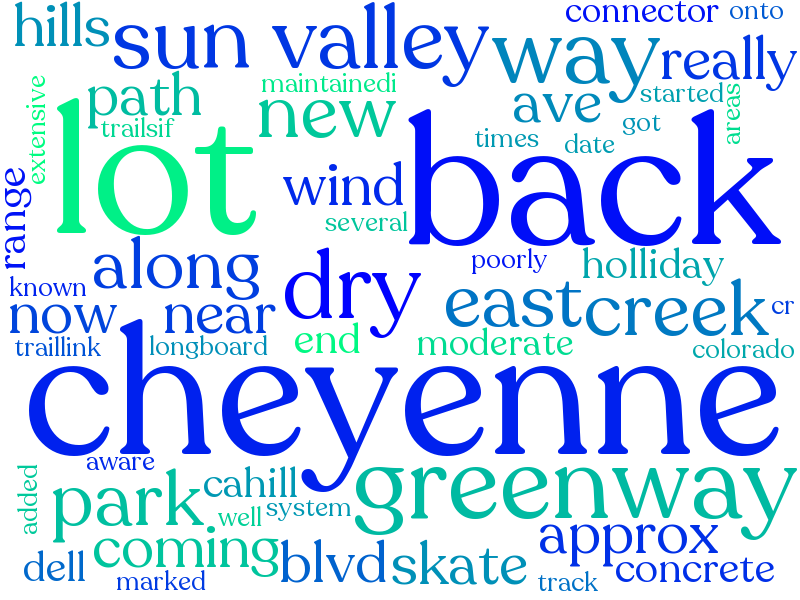 connector onto
hills sun valley way really
extensive path maintainedi new ave started areas
trailsif times date got
lot back
range wind several
known along dry poorly holliday
now near east creek cr
traillink longboard end moderate colorado
cheyenne
aware
added park cahill greenway
well system
coming approx
dell blvd skate concrete
marked track